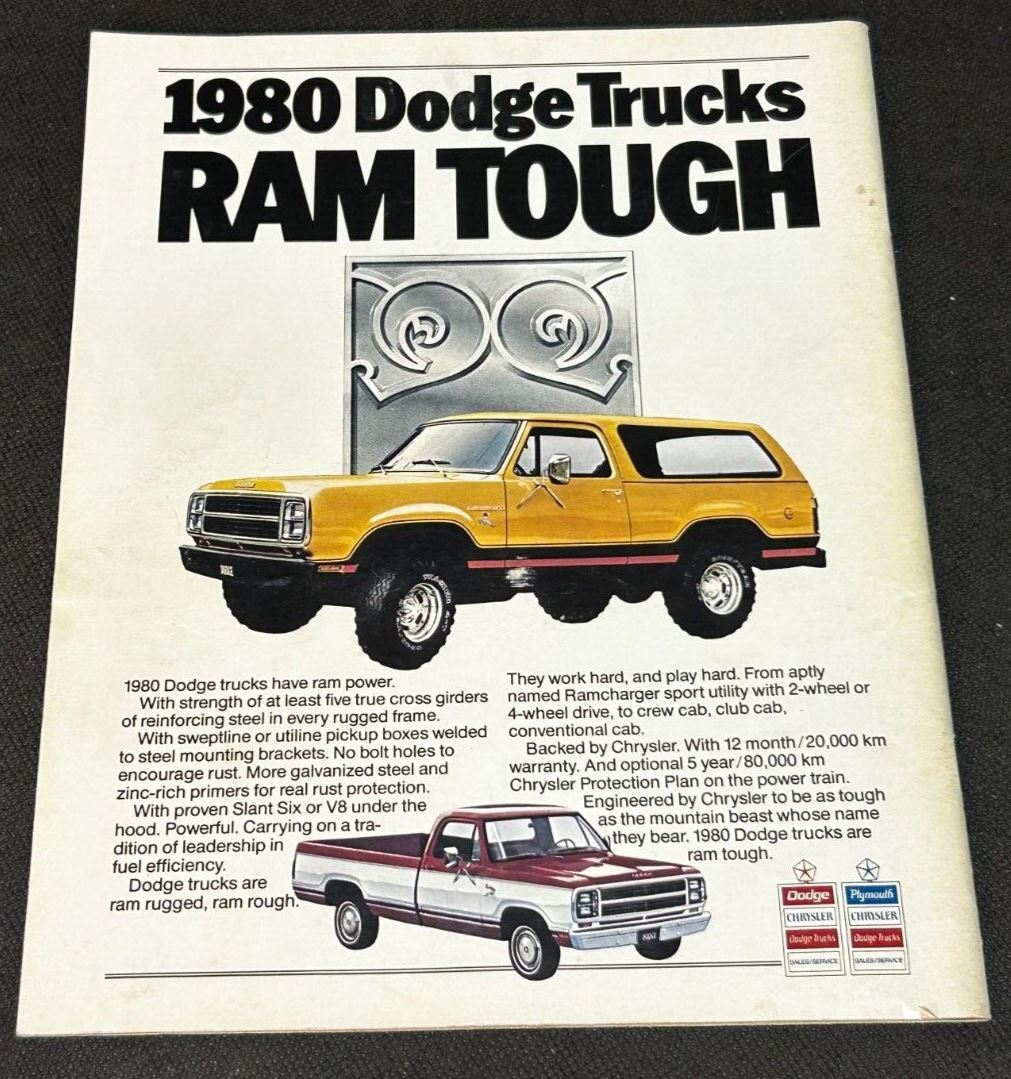 1980 Dodge Trucks
RAM TOUGH
1980 Dodge trucks have ram power.
With strength of at least five true cross girders
of reinforcing steel in every rugged frame.
With sweptline or utiline pickup boxes welded
to steel mounting brackets. No bolt holes to
encourage rust. More galvanized steel and
zinc-rich primers for real rust protection.
With proven Slant Six or V8 under the
hood. Powerful. Carrying on a tra-
dition of leadership in
fuel efficiency.
Dodge trucks are
ram rugged, ram rough.
They work hard, and play hard. From aptly
named Ramcharger sport utility with 2-wheel or
4-wheel drive, to crew cab, club cab,
conventional cab.
Backed by Chrysler. With 12 month/20,000 km
warranty. And optional 5 year/80,000 km
Chrysler Protection Plan on the power train.
Engineered by Chrysler to be as tough
as the mountain beast whose name
they bear. 1980 Dodge trucks are
ram tough.
Dodge
CHRYSLER
Dodge Trucks
SALES/SERVICE
Plymouth
CHRYSLER
Dodge Trucks
SALES/SERVICE